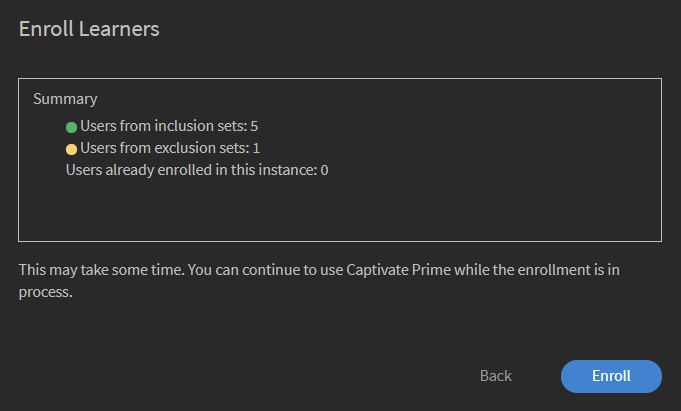 Enroll Learners
Summary
Users from inclusion sets: 5
Users from exclusion sets: 1
Users already enrolled in this instance: 0
This may take some time. You can continue to use Captivate Prime while the enrollment is in
process.
Back
Enroll